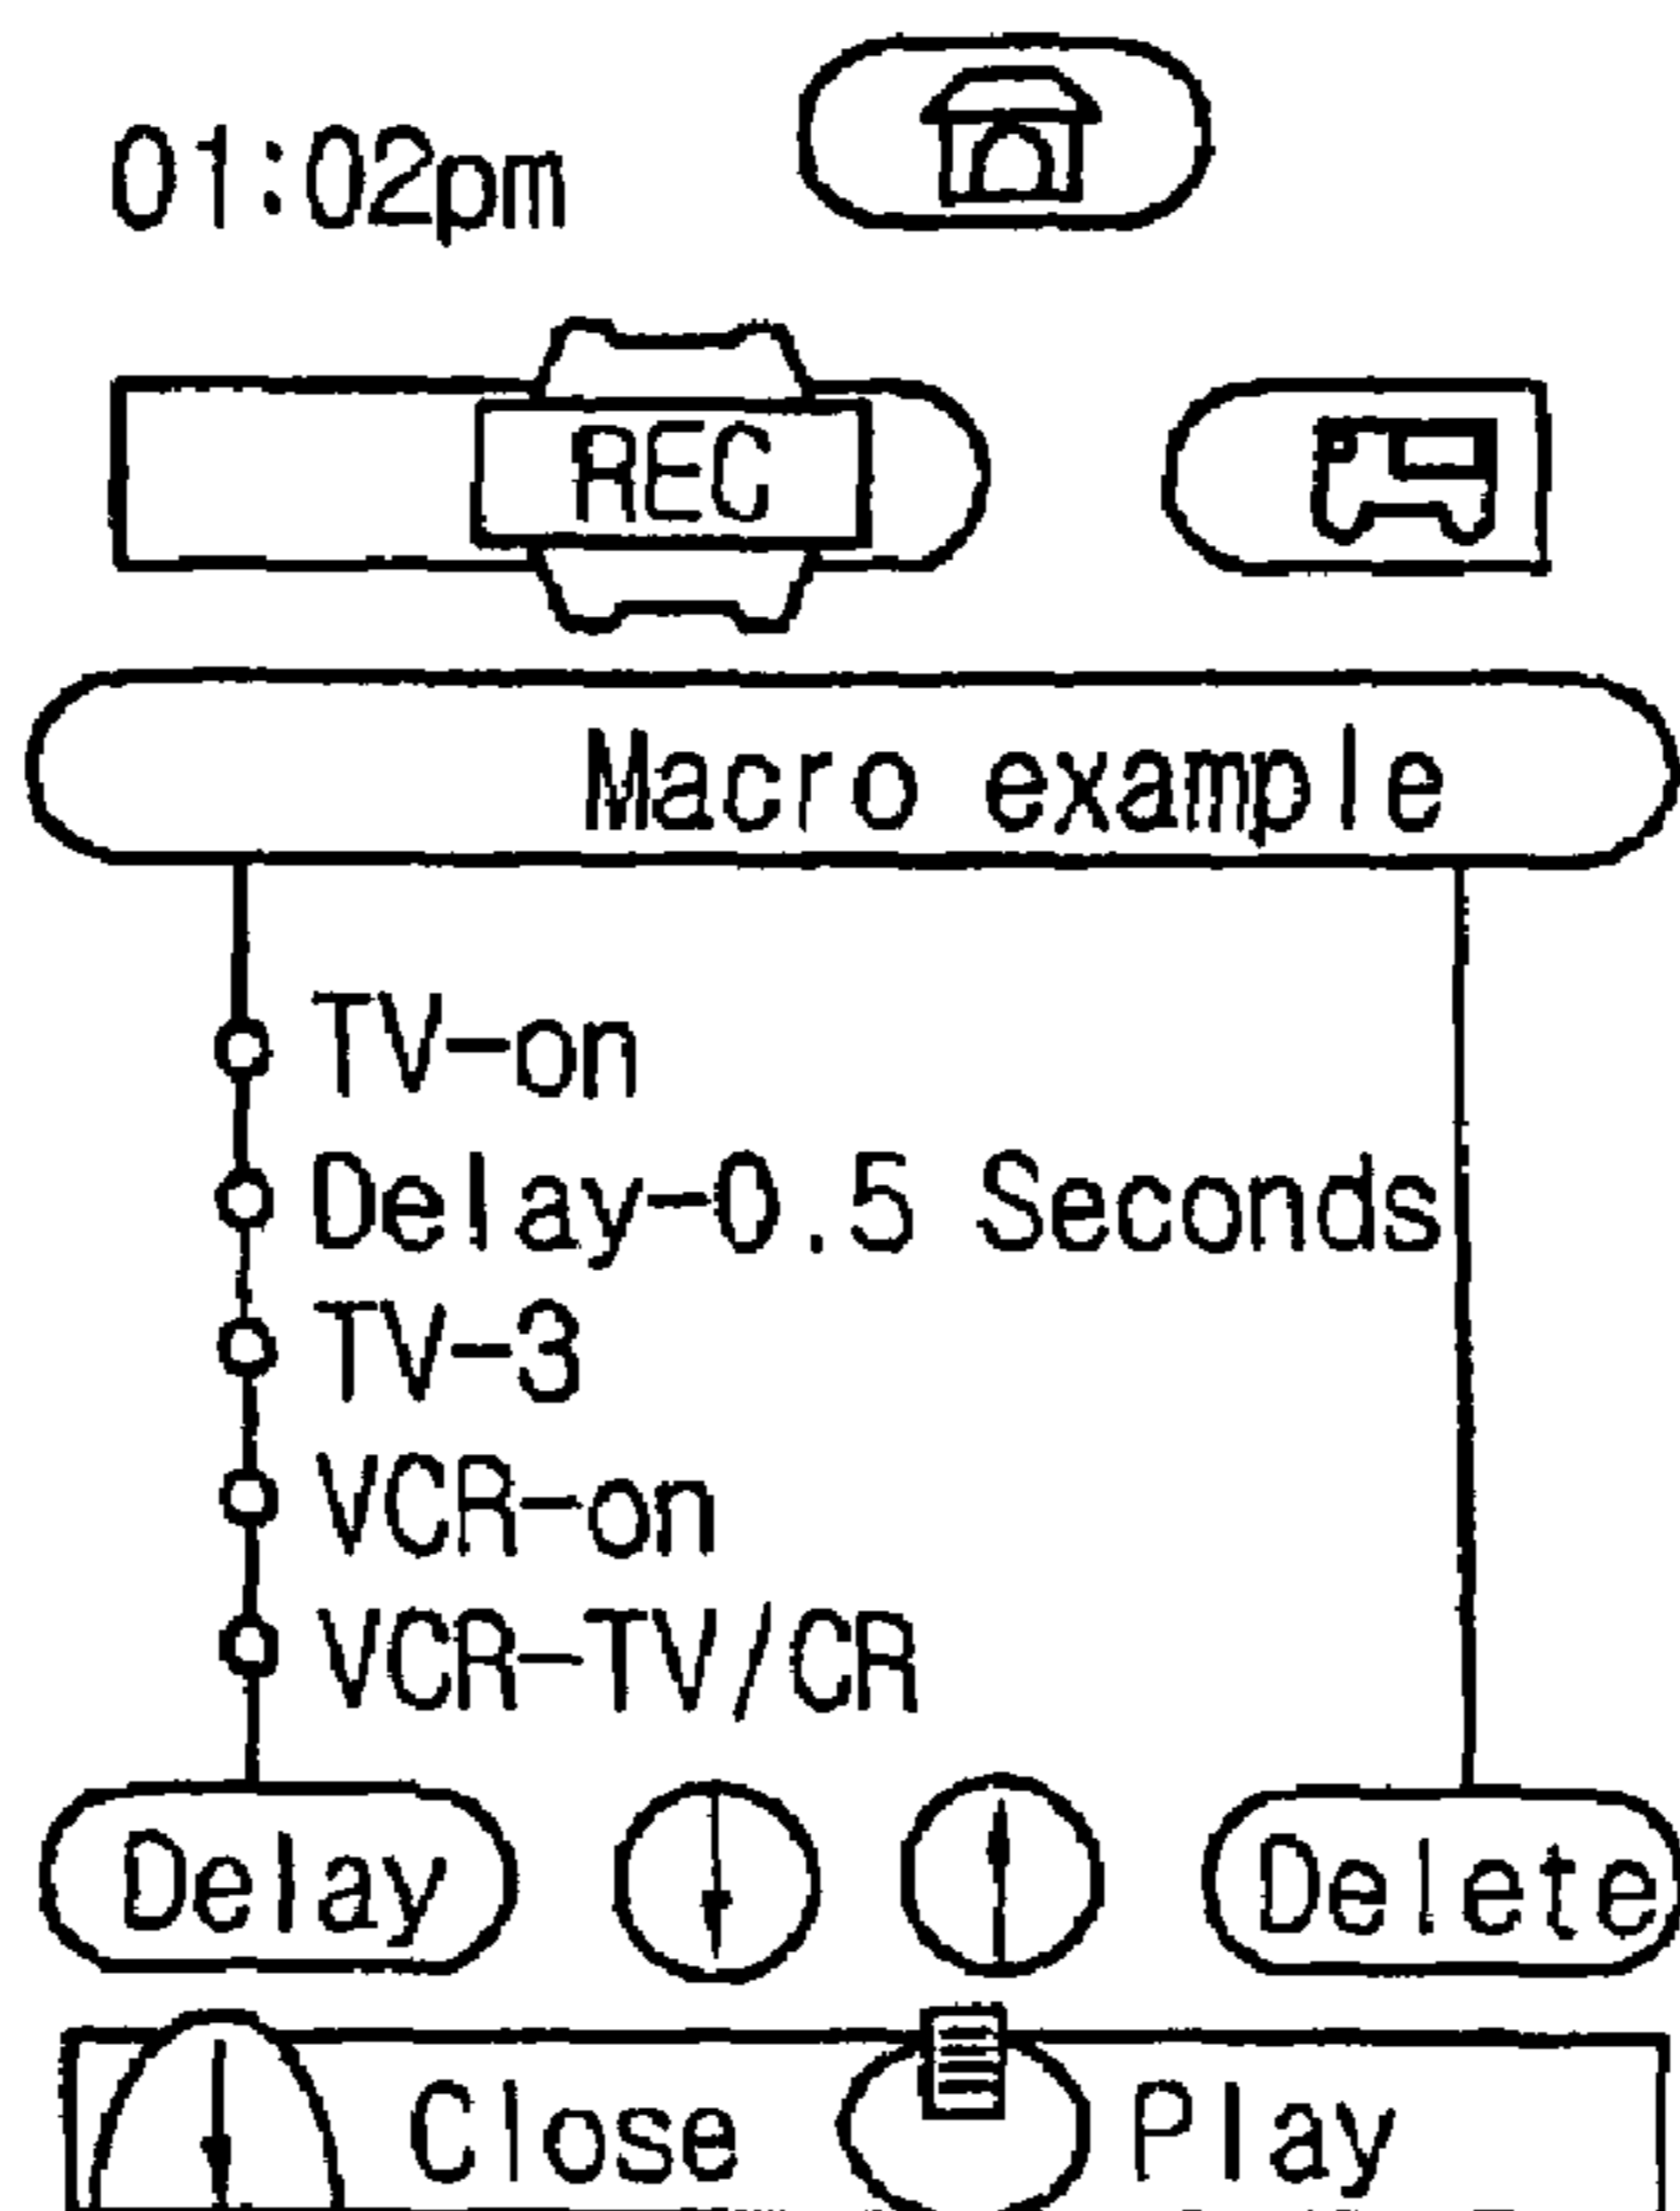 01:02pm
REC
Macro example
TV-on
Delay-0.5 Seconds
TV-3
VCR-on
VCR-TV/CR
Delay Delete
Close Play